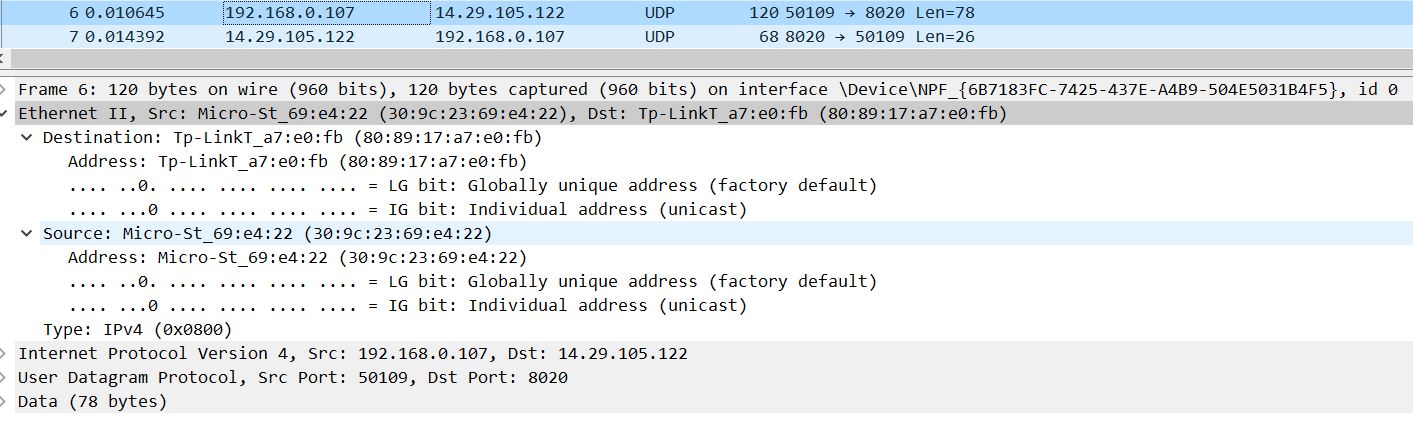 6 0.010645 192.168.0.107 14.29.105.122 UDP 120 50109 → 8020 Len=78
7 0.014392 14.29.105.122 192.168.0.107 UDP 68 8020 → 50109 Len=26
Frame 6: 120 bytes on wire (960 bits), 120 bytes captured (960 bits) on interface \Device\NPF_{6B7183FC-7425-437E-A4B9-504E5031B4F5}, id 0
Ethernet II, Src: Micro-St_69:e4:22 (30:9c:23:69:e4:22), Dst: Tp-LinkT_a7:e0:fb (80:89:17:a7:e0:fb)
Destination: Tp-LinkT_a7:e0:fb (80:89:17:a7:e0:fb)
Address: Tp-LinkT_a7:e0:fb (80:89:17:a7:e0:fb)
.... ..0. .... .... .... .... = LG bit: Globally unique address (factory default)
.... ...0 .... .... .... .... = IG bit: Individual address (unicast)
Source: Micro-St_69:e4:22 (30:9c:23:69:e4:22)
Address: Micro-St_69:e4:22 (30:9c:23:69:e4:22)
.... ..0. .... .... .... .... = LG bit: Globally unique address (factory default)
.... ...0 .... .... .... .... = IG bit: Individual address (unicast)
Type: IPv4 (0x0800)
Internet Protocol Version 4, Src: 192.168.0.107, Dst: 14.29.105.122
User Datagram Protocol, Src Port: 50109, Dst Port: 8020
Data (78 bytes)